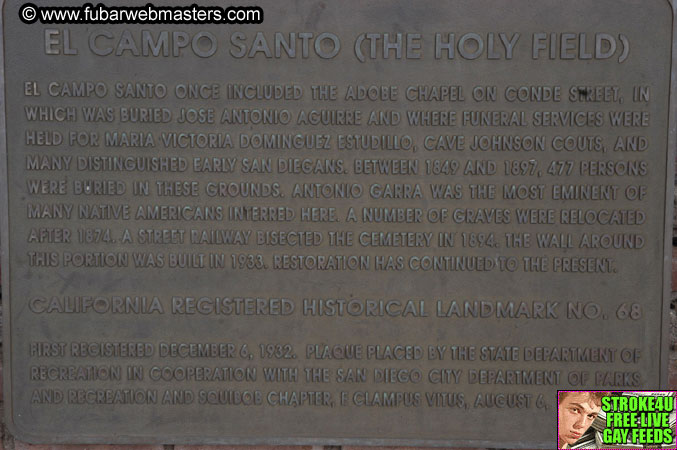 © www.fubarwebmasters.com
EL CAMPO SANTO (THE HOLY FIELD)
EL CAMPO SANTO ONCE INCLUDED THE ADOBE CHAPEL ON CONDE STREET, IN
WHICH WAS BURIED JOSE ANTONIO AGUIRRE AND WHERE FUNERAL SERVICES WERE
HELD FOR MARIA VICTORIA DOMINGUEZ ESTUDILLO, CAVE JOHNSON COUTS, AND
MANY DISTINGUISHED EARLY SAN DIEGANS. BETWEEN 1849 AND 1897, 477 PERSONS
WERE BURIED IN THESE GROUNDS. ANTONIO GARRA WAS THE MOST EMINENT OF
MANY NATIVE AMERICANS INTERRED HERE. A NUMBER OF GRAVES WERE RELOCATED
AFTER 1874. A STREET RAILWAY BISECTED THE CEMETERY IN 1894. THE WALL AROUND
THIS PORTION WAS BUILT IN 1933. RESTORATION HAS CONTINUED TO THE PRESENT.
CALIFORNIA REGISTERED HISTORICAL LANDMARK NO. 68
FIRST REGISTERED DECEMBER 6, 1932. PLAQUE PLACED BY THE STATE DEPARTMENT OF
RECREATION IN COOPERATION WITH THE SAN DIEGO CITY DEPARTMENT OF PARKS
AND RECREATION AND SQUIBOB CHAPTER, E CLAMPUS VITUS, AUGUST 6,
STROKE4U
FREE LIVE
GAY FEEDS